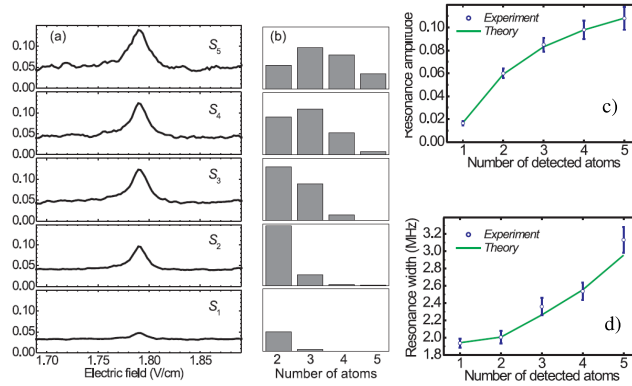 (a)
S5
0.10
0.05
0.00
S4
0.10
0.05
0.00
S3
0.10
0.05
0.00
S2
0.10
0.05
0.00
S1
0.10
0.05
0.00
1.70 1.75 1.80 1.85
Electric field (V/cm)
(b)
2 3 4 5
Number of atoms
Resonance amplitude
0.10
0.08
0.06
0.04
0.02
0.00
Experiment
Theory
c)
1 2 3 4 5
Number of detected atoms
Resonance width (MHz)
3.2
3.0
2.8
2.6
2.4
2.2
2.0
1.8
Experiment
Theory
d)
1 2 3 4 5
Number of detected atoms